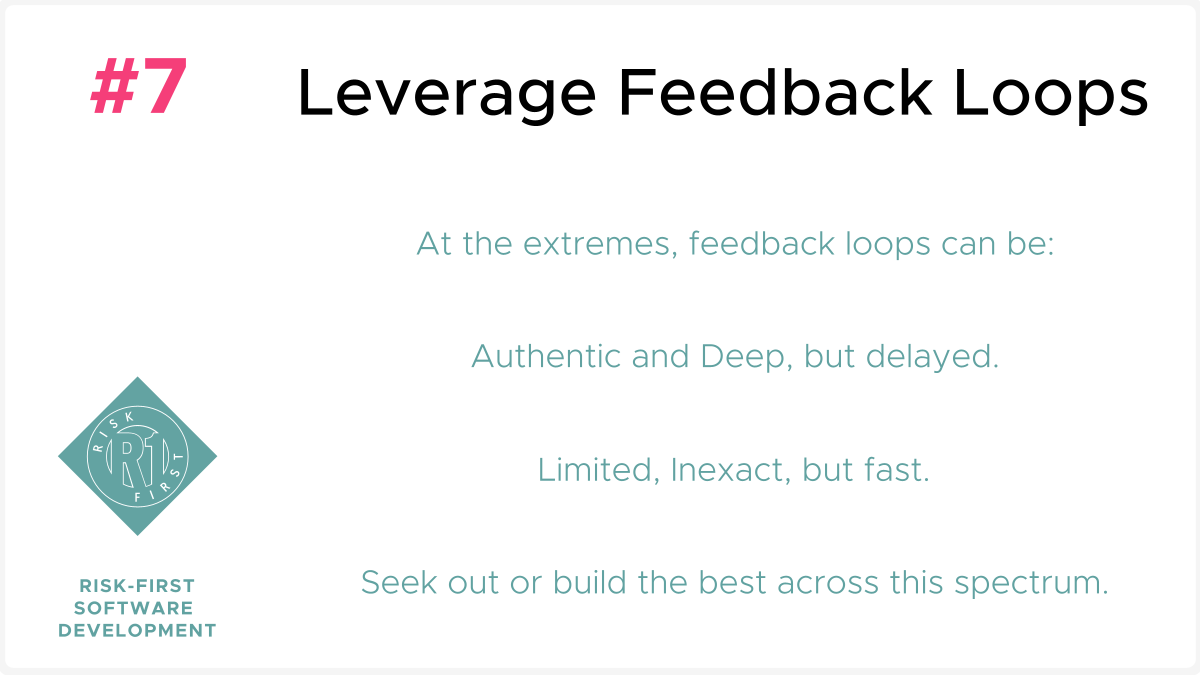 #7
Leverage Feedback Loops
At the extremes, feedback loops can be:
Authentic and Deep, but delayed.
Limited, Inexact, but fast.
Seek out or build the best across this spectrum.
RISK
R1
FIRST
RISK-FIRST
SOFTWARE
DEVELOPMENT